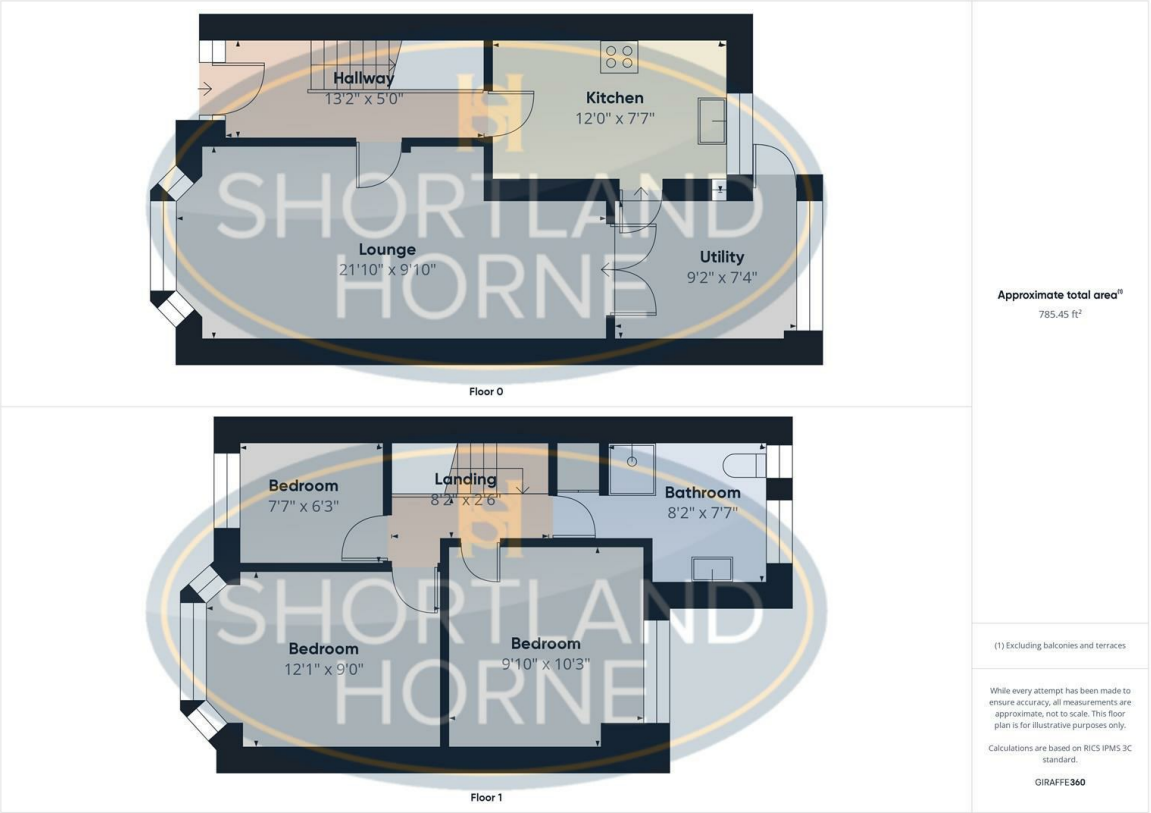 Hallway
13'2" x 5'0"
Kitchen
12'0" x 7'7"
Lounge
21'10" x 9'10"
Utility
9'2" x 7'4"
SHORTLAND
HORNE
Floor 0
Bedroom
7'7" x 6'3"
Landing
8'2" x 2'6"
Bathroom
8'2" x 7'7"
Bedroom
12'1" x 9'0"
Bedroom
9'10" x 10'3"
SHORTLAND
HORNE
Floor 1
Approximate total area(1)
785.45 ft²
(1) Excluding balconies and terraces
While every attempt has been made to
ensure accuracy, all measurements are
approximate, not to scale. This floor
plan is for illustrative purposes only.
Calculations are based on RICS IPMS 3C
standard.
GIRAFFE360